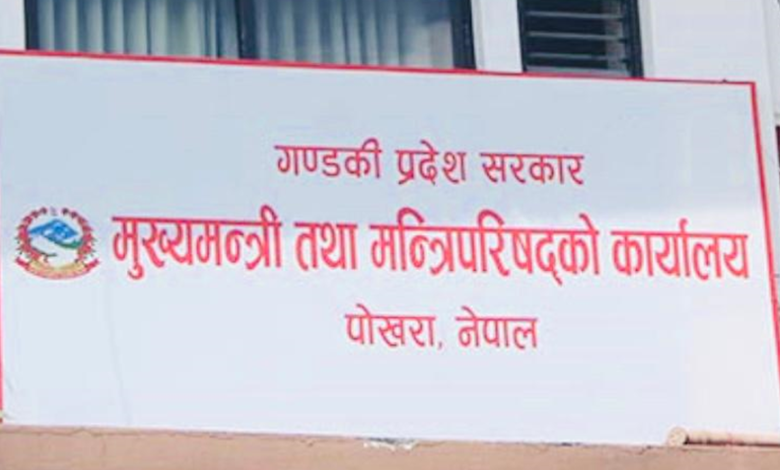 गण्डकी प्रदेश सरकार
मुख्यमन्त्री तथा मन्त्रिपरिषद्को कार्यालय
पोखरा, नेपाल